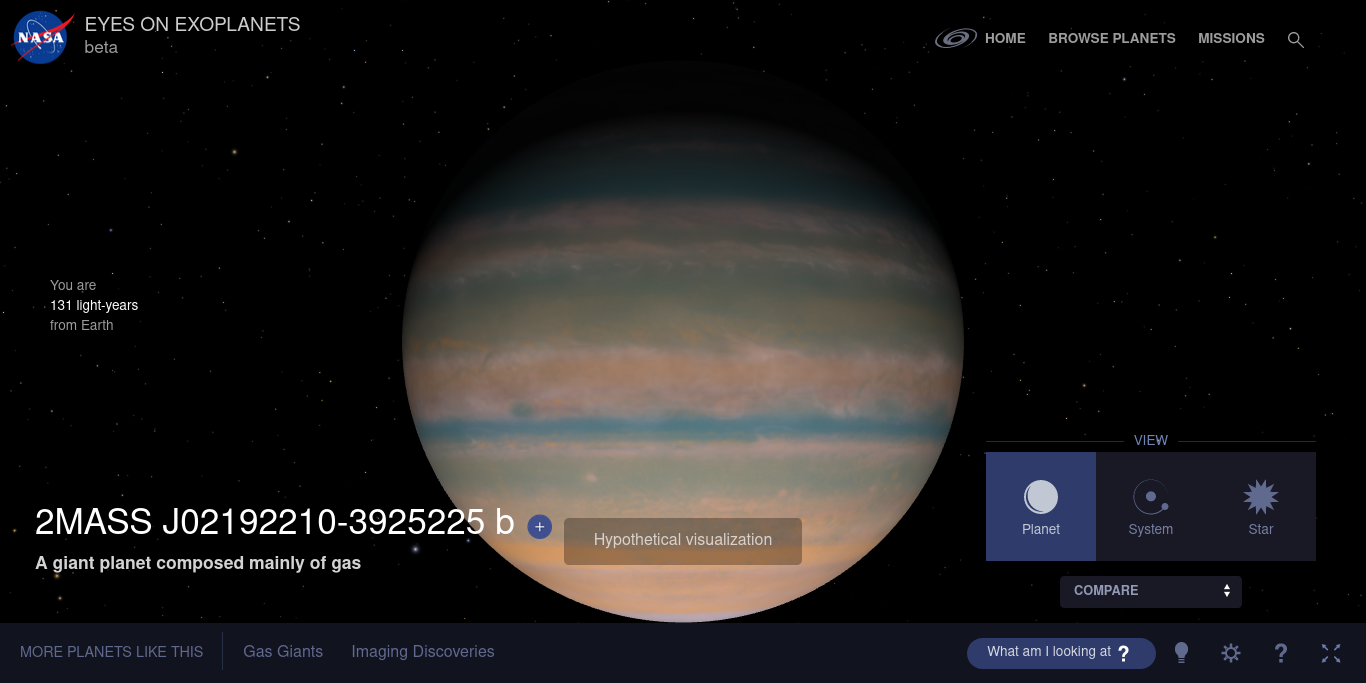 NASA
EYES ON EXOPLANETS
beta
HOME
BROWSE PLANETS
MISSIONS
You are
131 light-years
from Earth
VIEW
Planet
System
Star
2MASS J02192210-3925225 b +
A giant planet composed mainly of gas
Hypothetical visualization
COMPARE
MORE PLANETS LIKE THIS
Gas Giants
Imaging Discoveries
What am I looking at ?
?